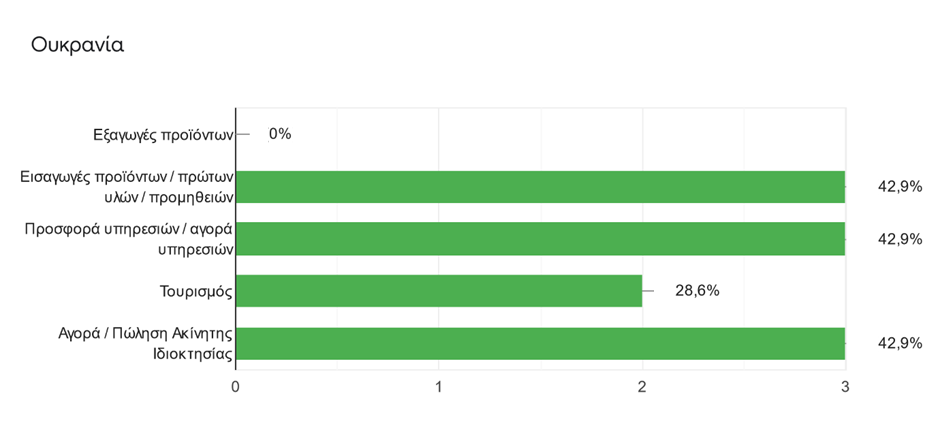 Ουκρανία
Εξαγωγές προϊόντων
0%
Εισαγωγές προϊόντων / πρώτων
υλών / προμηθειών
42,9%
Προσφορά υπηρεσιών / αγορά
υπηρεσιών
42,9%
Τουρισμός
28,6%
Αγορά / Πώληση Ακίνητης
Ιδιοκτησίας
42,9%
0 1 2 3